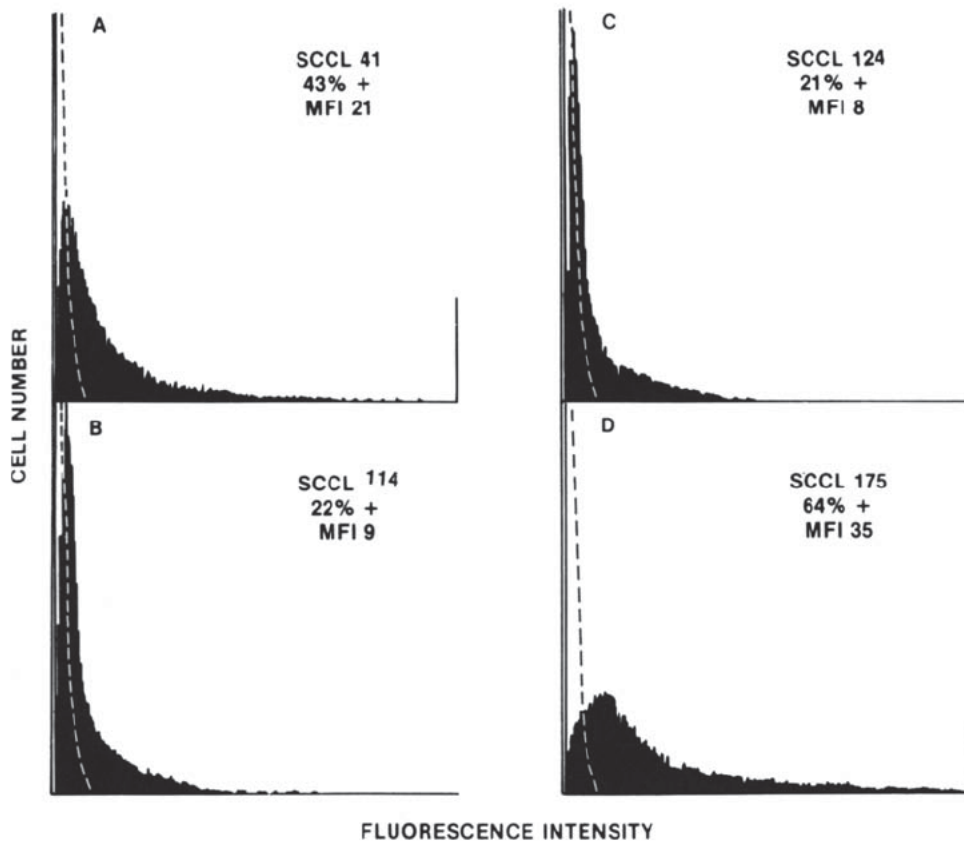 A
SCCL 41
43% +
MFI 21
C
SCCL 124
21% +
MFI 8
B
SCCL 114
22% +
MFI 9
D
SCCL 175
64% +
MFI 35
CELL NUMBER
FLUORESCENCE INTENSITY